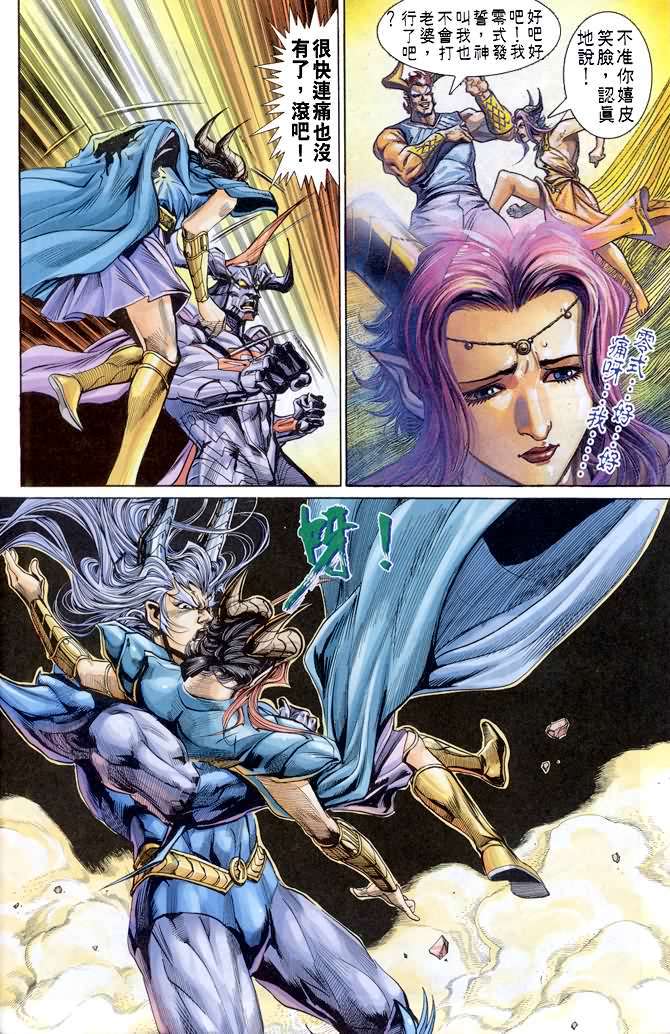 不准你嬉皮
笑臉，認真
地說！
好吧好
吧！我
零式發
誓，神
叫我也
不會打
老婆，
行了吧
？
零式…好…好
痛呀…我……
很快連痛也沒
有了，滾吧！
呀！